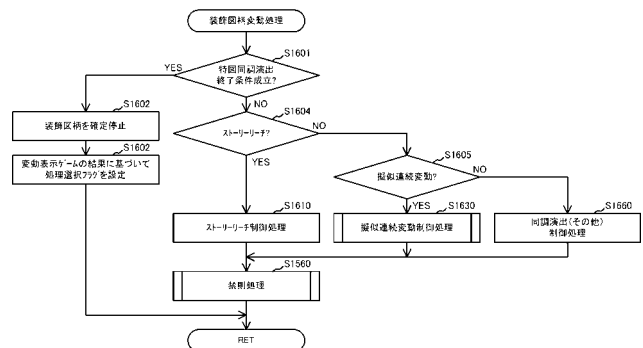 装飾図柄変動処理
S1601
特図同調演出
終了条件成立?
YES
NO
S1602
装飾図柄を確定停止
S1602
変動表示ゲームの結果に基づいて
処理選択フラグを設定
S1604
ストーリーリーチ?
NO
YES
S1605
擬似連続変動?
NO
YES
S1610
ストーリーリーチ制御処理
S1630
擬似連続変動制御処理
S1660
同調演出(その他)
制御処理
S1560
禁則処理
RET